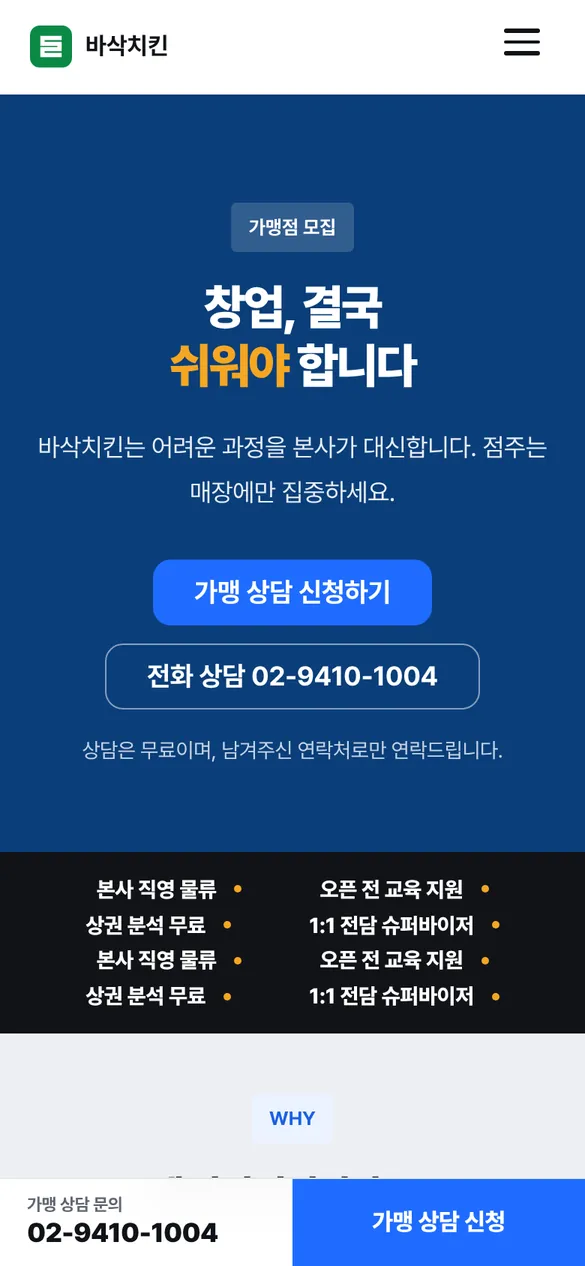 바삭치킨
가맹점 모집
창업, 결국
쉬워야 합니다
바삭치킨는 어려운 과정을 본사가 대신합니다. 점주는
매장에만 집중하세요.
가맹 상담 신청하기
전화 상담 02-9410-1004
상담은 무료이며, 남겨주신 연락처로만 연락드립니다.
본사 직영 물류 • 오픈 전 교육 지원 •
상권 분석 무료 • 1:1 전담 슈퍼바이저 •
본사 직영 물류 • 오픈 전 교육 지원 •
상권 분석 무료 • 1:1 전담 슈퍼바이저 •
WHY
가맹 상담 문의
02-9410-1004
가맹 상담 신청